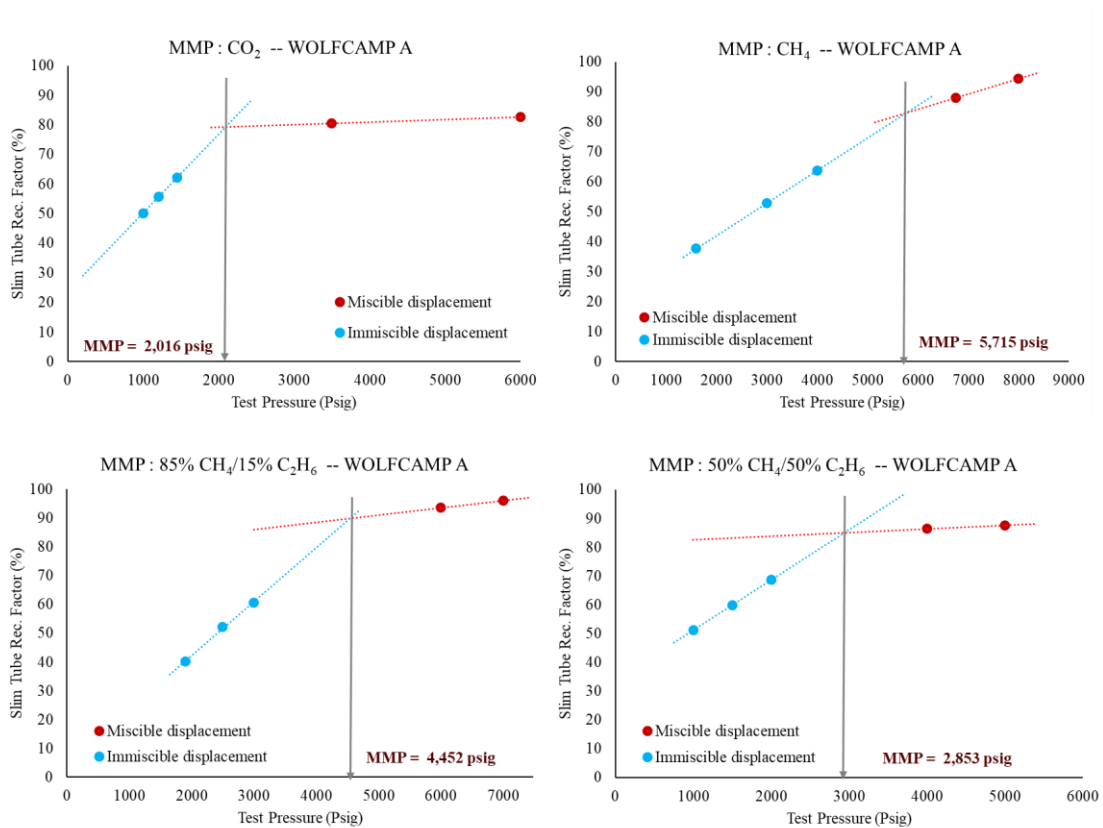 MMP : CO₂ -- WOLFCAMP A
Slim Tube Rec. Factor (%)
100
90
80
70
60
50
40
30
20
10
0
Miscible displacement
Immiscible displacement
MMP = 2,016 psig
0 1000 2000 3000 4000 5000 6000
Test Pressure (Psig)
MMP : CH₄ -- WOLFCAMP A
Slim Tube Rec. Factor (%)
100
90
80
70
60
50
40
30
20
10
0
Miscible displacement
Immiscible displacement
MMP = 5,715 psig
0 1000 2000 3000 4000 5000 6000 7000 8000 9000
Test Pressure (Psig)
MMP : 85% CH₄/15% C₂H₆ -- WOLFCAMP A
Slim Tube Rec. Factor (%)
100
90
80
70
60
50
40
30
20
10
0
Miscible displacement
Immiscible displacement
MMP = 4,452 psig
0 1000 2000 3000 4000 5000 6000 7000
Test Pressure (Psig)
MMP : 50% CH₄/50% C₂H₆ -- WOLFCAMP A
Slim Tube Rec. Factor (%)
100
90
80
70
60
50
40
30
20
10
0
Miscible displacement
Immiscible displacement
MMP = 2,853 psig
0 1000 2000 3000 4000 5000 6000
Test Pressure (Psig)